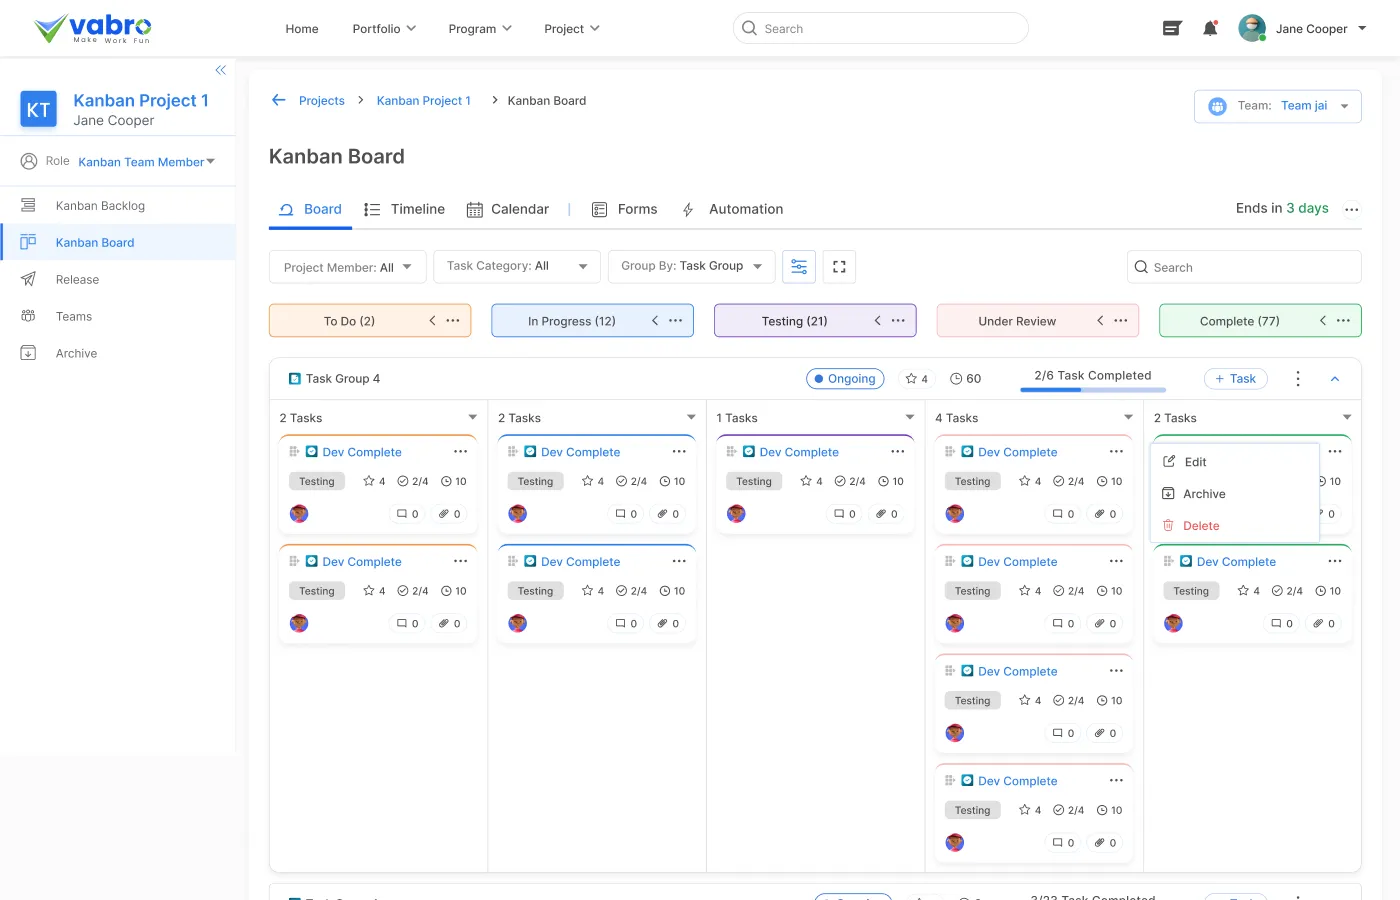 vabro
Make Work Fun
Home
Portfolio
Program
Project
Search
Jane Cooper
KT
Kanban Project 1
Jane Cooper
Role
Kanban Team Member
Kanban Backlog
Kanban Board
Release
Teams
Archive
Projects > Kanban Project 1 > Kanban Board
Team: Team jai
Kanban Board
Board
Timeline
Calendar
Forms
Automation
Ends in 3 days
Project Member: All
Task Category: All
Group By: Task Group
Search
To Do (2)
In Progress (12)
Testing (21)
Under Review
Complete (77)
Task Group 4
Ongoing
4
60
2/6 Task Completed
+ Task
2 Tasks
2 Tasks
1 Tasks
4 Tasks
2 Tasks
Dev Complete
Testing 4 2/4 10
0 0
Dev Complete
Testing 4 2/4 10
0 0
Dev Complete
Testing 4 2/4 10
0 0
Dev Complete
Testing 4 2/4 10
0 0
Edit
Archive
Delete
10
0
Dev Complete
Testing 4 2/4 10
0 0
Dev Complete
Testing 4 2/4 10
0 0
Dev Complete
Testing 4 2/4 10
0 0
Dev Complete
Testing 4 2/4 10
0 0
Dev Complete
Testing 4 2/4 10
0 0
Dev Complete
Testing 4 2/4 10
0 0
3/23 Task Completed